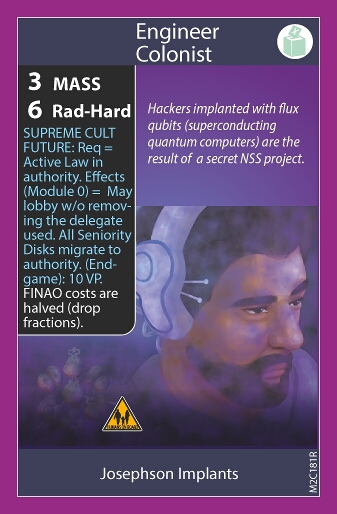 Engineer
Colonist
3 MASS
6 Rad-Hard
SUPREME CULT
FUTURE: Req =
Active Law in
authority. Effects
(Module 0) = May
lobby w/o remov-
ing the delegate
used. All Seniority
Disks migrate to
authority. (End-
game): 10 VP.
FINAO costs are
halved (drop
fractions).
Hackers implanted with flux
qubits (superconducting
quantum computers) are the
result of a secret NSS project.
Josephson Implants
M2C181R